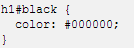 h1#black {
  color: #000000;
}